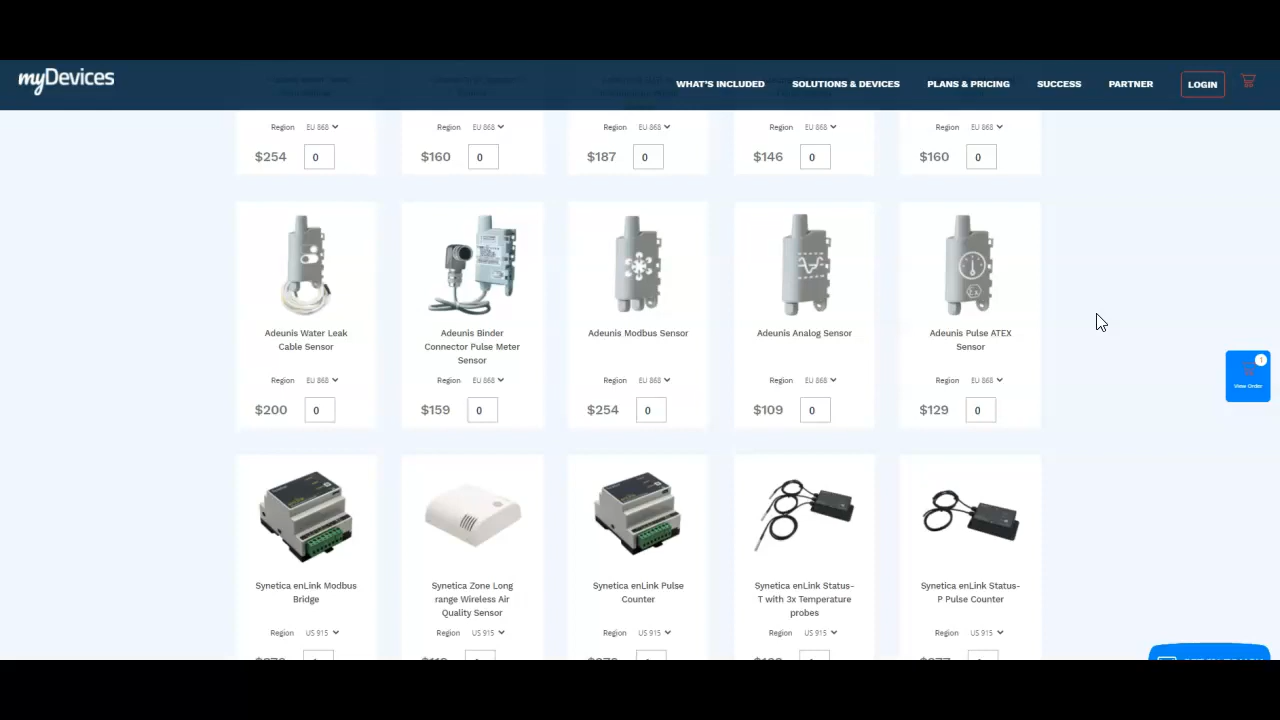 myDevices
WHAT'S INCLUDED SOLUTIONS & DEVICES PLANS & PRICING SUCCESS PARTNER LOGIN
Region EU 868 Region EU 868 Region EU 868 Region EU 868 Region EU 868
$254 0 $160 0 $187 0 $146 0 $160 0
Adeunis Water Leak
Cable Sensor
Adeunis Binder
Connector Pulse Meter
Sensor
Adeunis Modbus Sensor
Adeunis Analog Sensor
Adeunis Pulse ATEX
Sensor
Region EU 868 Region EU 868 Region EU 868 Region EU 868 Region EU 868
$200 0 $159 0 $254 0 $109 0 $129 0
1
View Order
Synetica enLink Modbus
Bridge
Synetica Zone Long
range Wireless Air
Quality Sensor
Synetica enLink Pulse
Counter
Synetica enLink Status-
T with 3x Temperature
probes
Synetica enLink Status-
P Pulse Counter
Region US 915 Region US 915 Region US 915 Region US 915 Region US 915